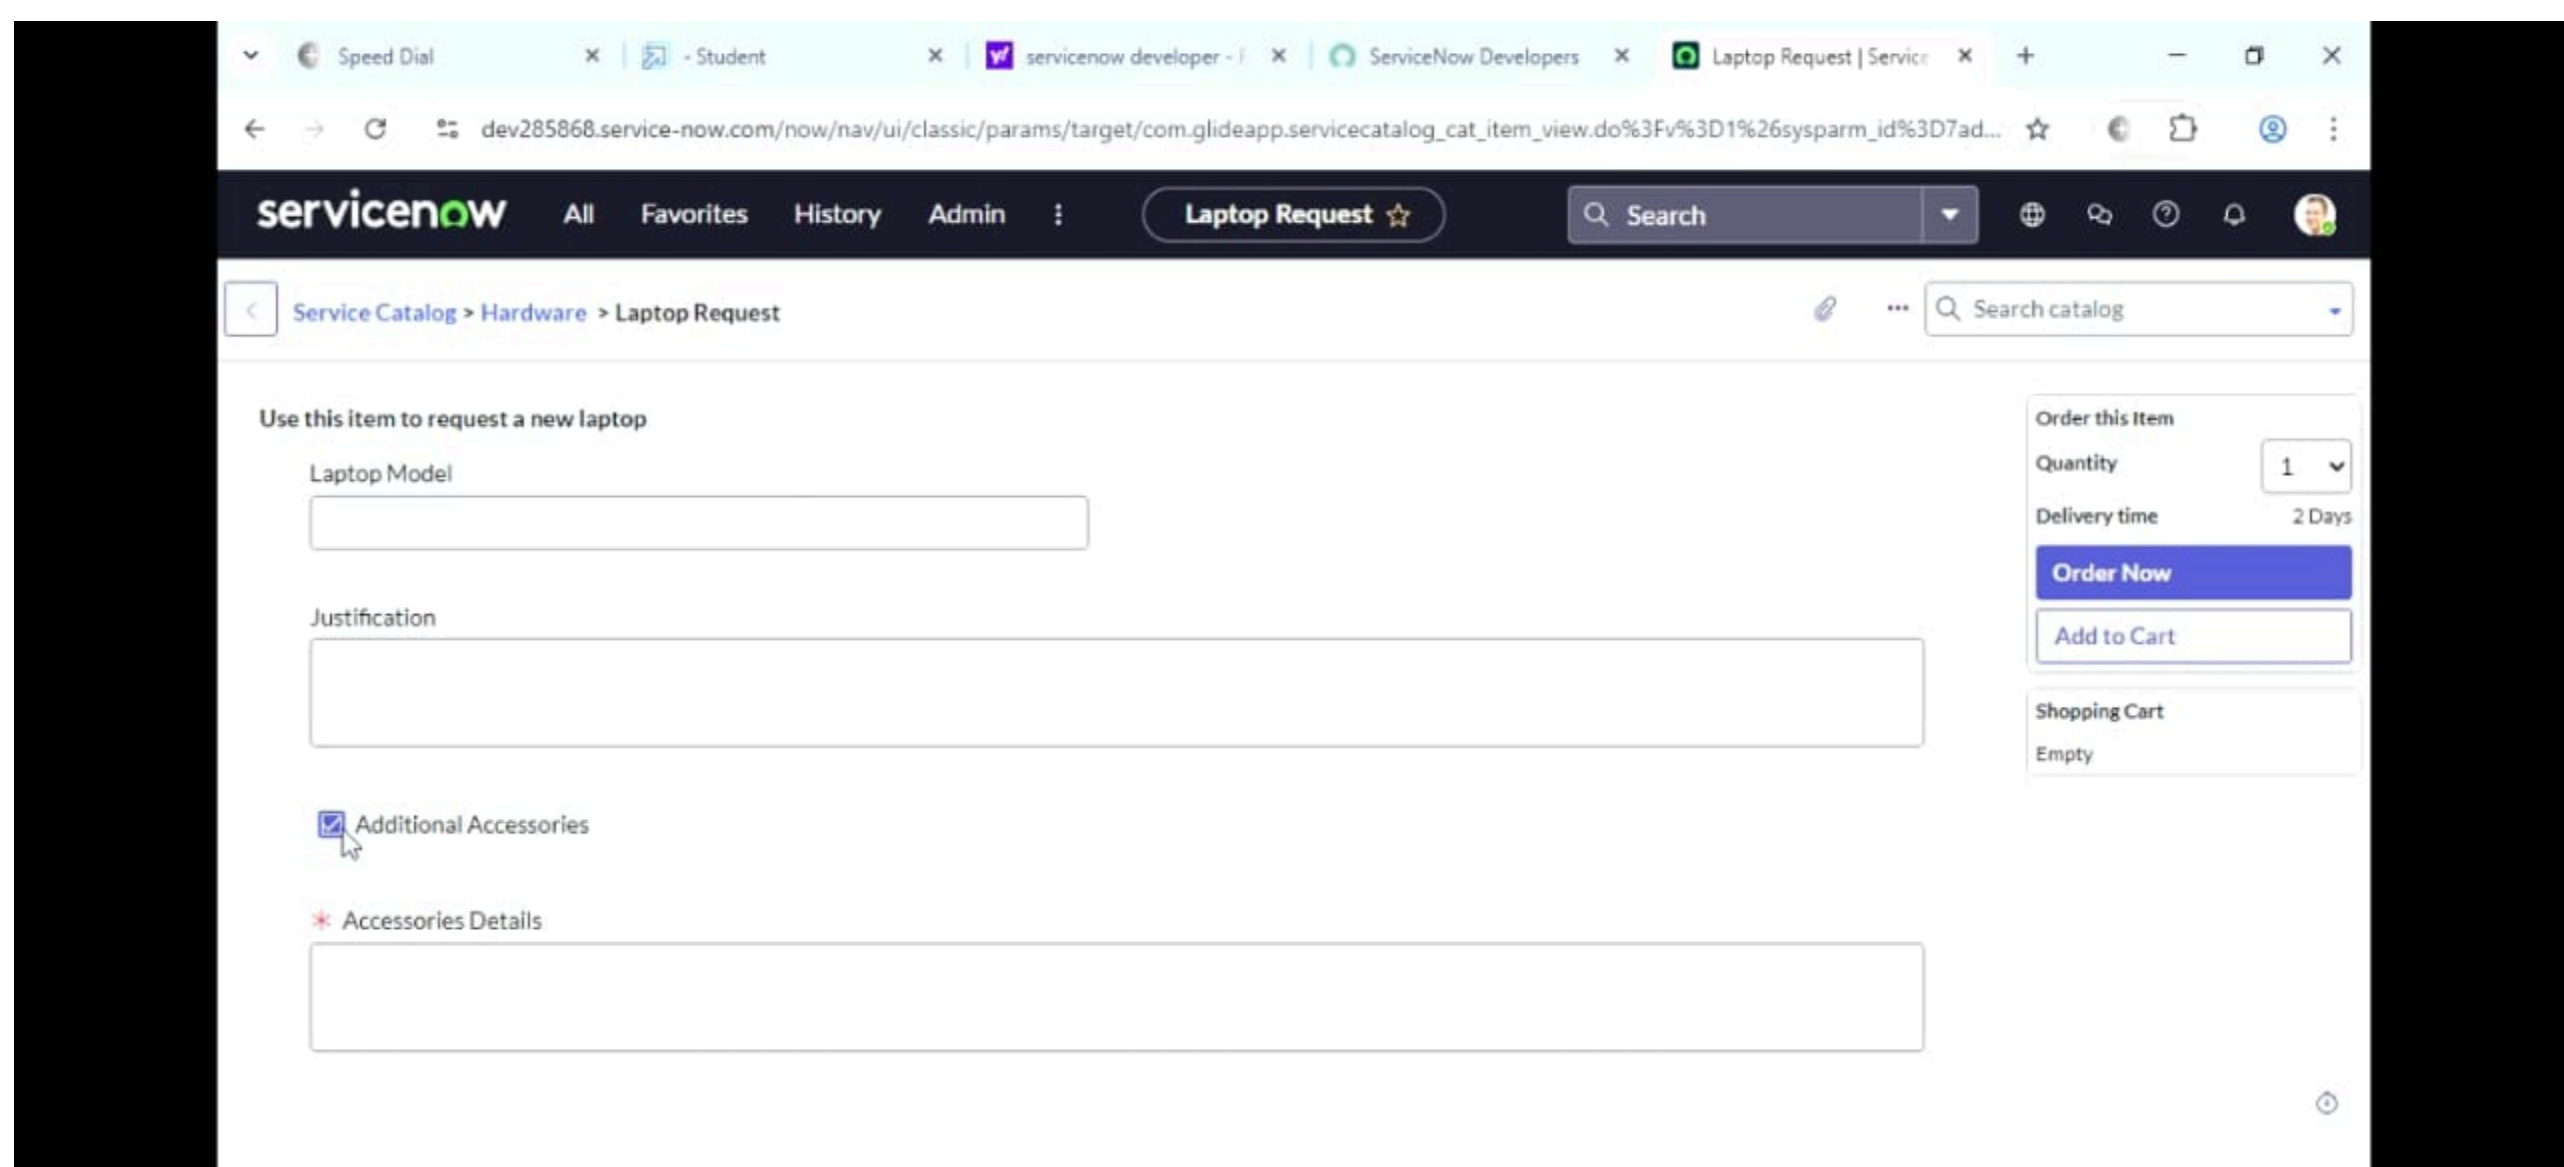 Speed Dial
- Student
servicenow developer -
ServiceNow Developers
Laptop Request | Service
dev285868.service-now.com/now/nav/ui/classic/params/target/com.glideapp.servicecatalog_cat_item_view.do%3Fv%3D1%26sysparm_id%3D7ad...
servicenow
All
Favorites
History
Admin
Laptop Request
Search
Service Catalog > Hardware > Laptop Request
Search catalog
Use this item to request a new laptop
Laptop Model
Justification
Additional Accessories
* Accessories Details
Order this Item
Quantity
1
Delivery time
2 Days
Order Now
Add to Cart
Shopping Cart
Empty